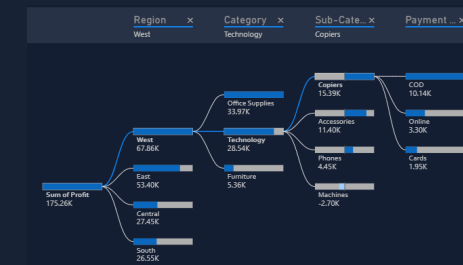 Region × Category × Sub-Cate... × Payment ... ×
West Technology Copiers
Sum of Profit
175.26K
West
67.86K
East
53.40K
Central
27.45K
South
26.55K
Office Supplies
33.97K
Technology
28.54K
Furniture
5.36K
Copiers
15.39K
Accessories
11.40K
Phones
4.45K
Machines
-2.70K
COD
10.14K
Online
3.30K
Cards
1.95K